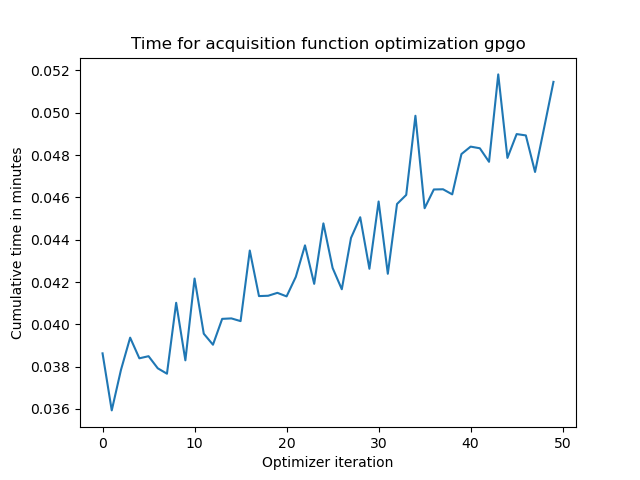 Time for acquisition function optimization gpgo
Cumulative time in minutes
0.052
0.050
0.048
0.046
0.044
0.042
0.040
0.038
0.036
0 10 20 30 40 50
Optimizer iteration